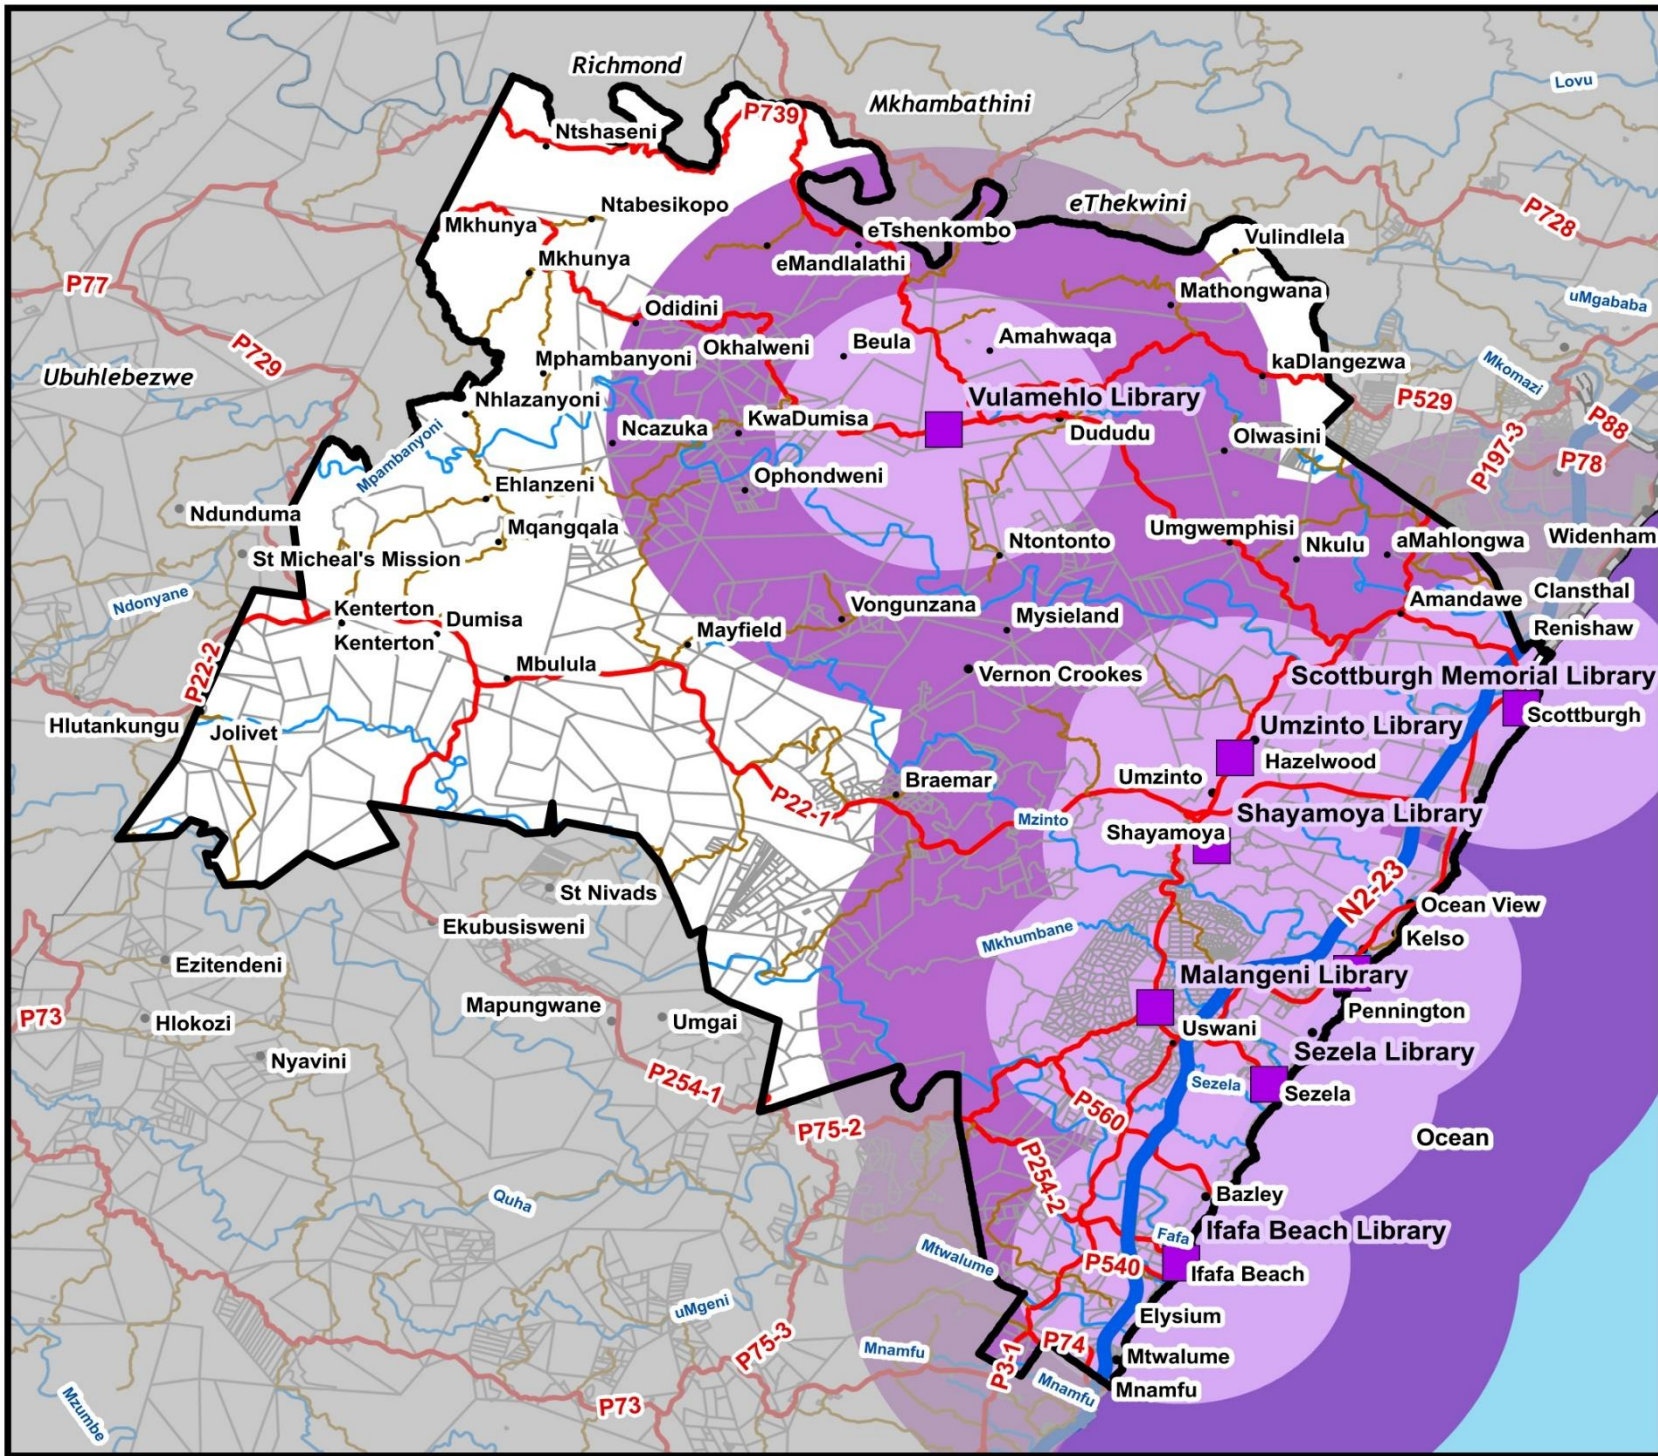 Richmond
Mkhambathini
Lovu
P739
Ntshaseni
eThekwini
P728
Ntabesikopo
Mkhunya
eTshenkombo
Vulindlela
Mkhunya
eMandlalathi
P77
Mathongwana
uMgababa
Odidini
P729
Okhalweni
Beula
Amahwaqa
Mphambanyoni
kaDlangezwa
Mkomazi
Ubuhlebezwe
Nhlazanyoni
Vulamehlo Library
P529
P88
Mpambanyoni
Ncazuka
KwaDumisa
Dududu
Olwasini
P197-3
P78
Ophondweni
Ehlanzeni
Ndunduma
Mqangqala
Umgwemphisi
Ntontonto
Nkulu
aMahlongwa
Widenham
St Micheal's Mission
Ndonyane
Clansthal
Kenterton
Vongunzana
Amandawe
Dumisa
Mysieland
Renishaw
Kenterton
Mayfield
Mbulula
P22-2
Vernon Crookes
Scottburgh Memorial Library
Hlutankungu
Jolivet
Umzinto Library
Scottburgh
Hazelwood
Braemar
Umzinto
P22-1
Mzinto
Shayamoya Library
Shayamoya
N2-23
St Nivads
Ocean View
Ekubusisweni
Mkhumbane
Kelso
Ezitendeni
Malangeni Library
Mapungwane
Pennington
P73
Hlokozi
Umgai
Uswani
Sezela Library
Nyavini
P254-1
Sezela
Sezela
P560
P75-2
Ocean
P254-2
Quha
Bazley
Fafa
Ifafa Beach Library
Mtwalume
P540
Ifafa Beach
uMgeni
Elysium
P75-3
Mnamfu
P74
Mtwalume
P3-1
Mnamfu
Mnamfu
Mzumbe
P73